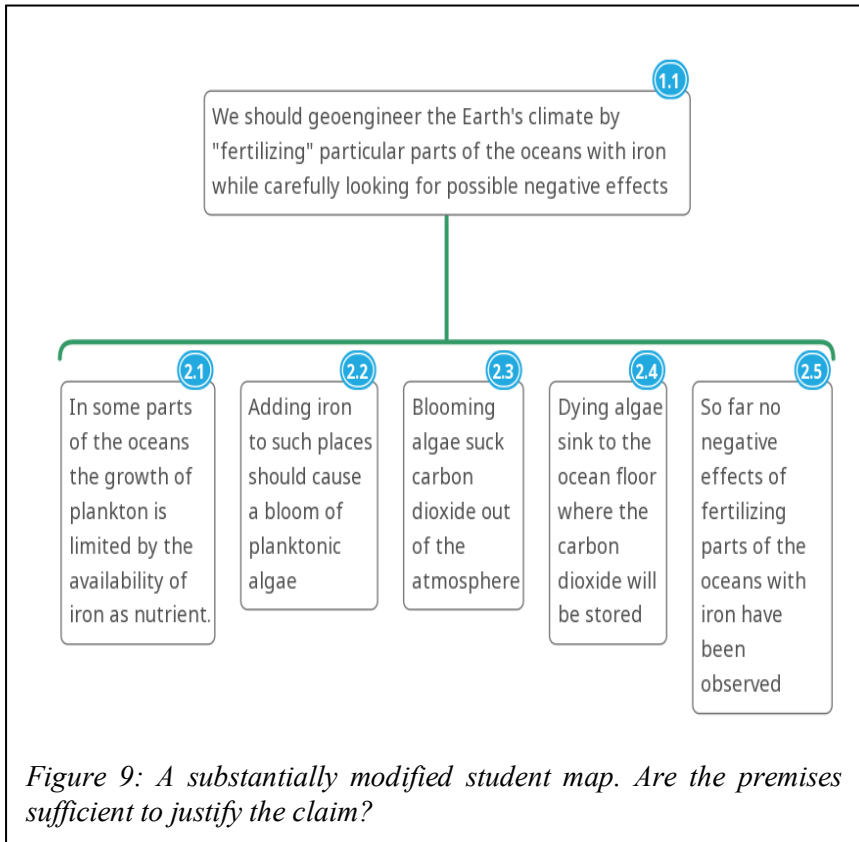 1.1
We should geoengineer the Earth's climate by
"fertilizing" particular parts of the oceans with iron
while carefully looking for possible negative effects
2.1
In some parts
of the oceans
the growth of
plankton is
limited by the
availability of
iron as nutrient.
2.2
Adding iron
to such places
should cause
a bloom of
planktonic
algae
2.3
Blooming
algae suck
carbon
dioxide out
of the
atmosphere
2.4
Dying algae
sink to the
ocean floor
where the
carbon
dioxide will
be stored
2.5
So far no
negative
effects of
fertilizing
parts of the
oceans with
iron have
been
observed
Figure 9: A substantially modified student map. Are the premises
sufficient to justify the claim?